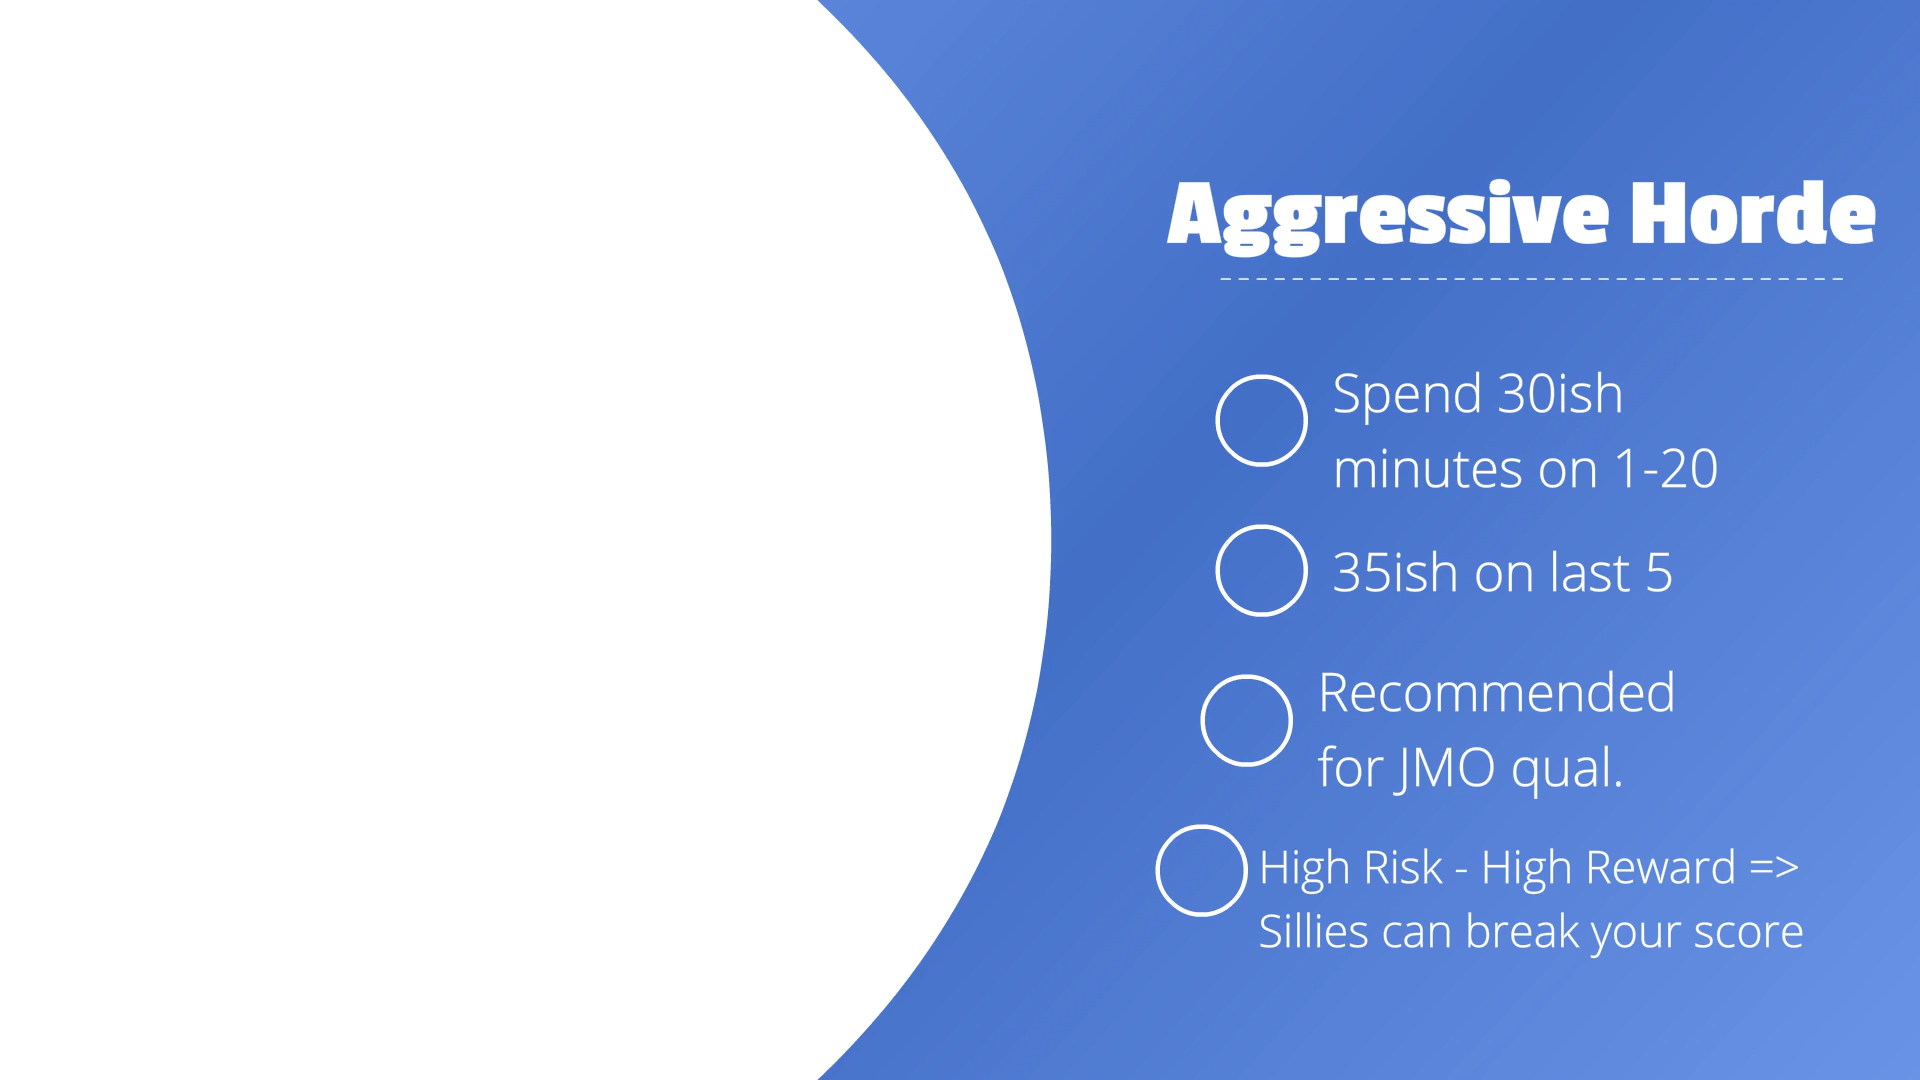 Aggressive Horde
Spend 30ish
minutes on 1-20
35ish on last 5
Recommended
for JMO qual.
High Risk - High Reward =>
Sillies can break your score